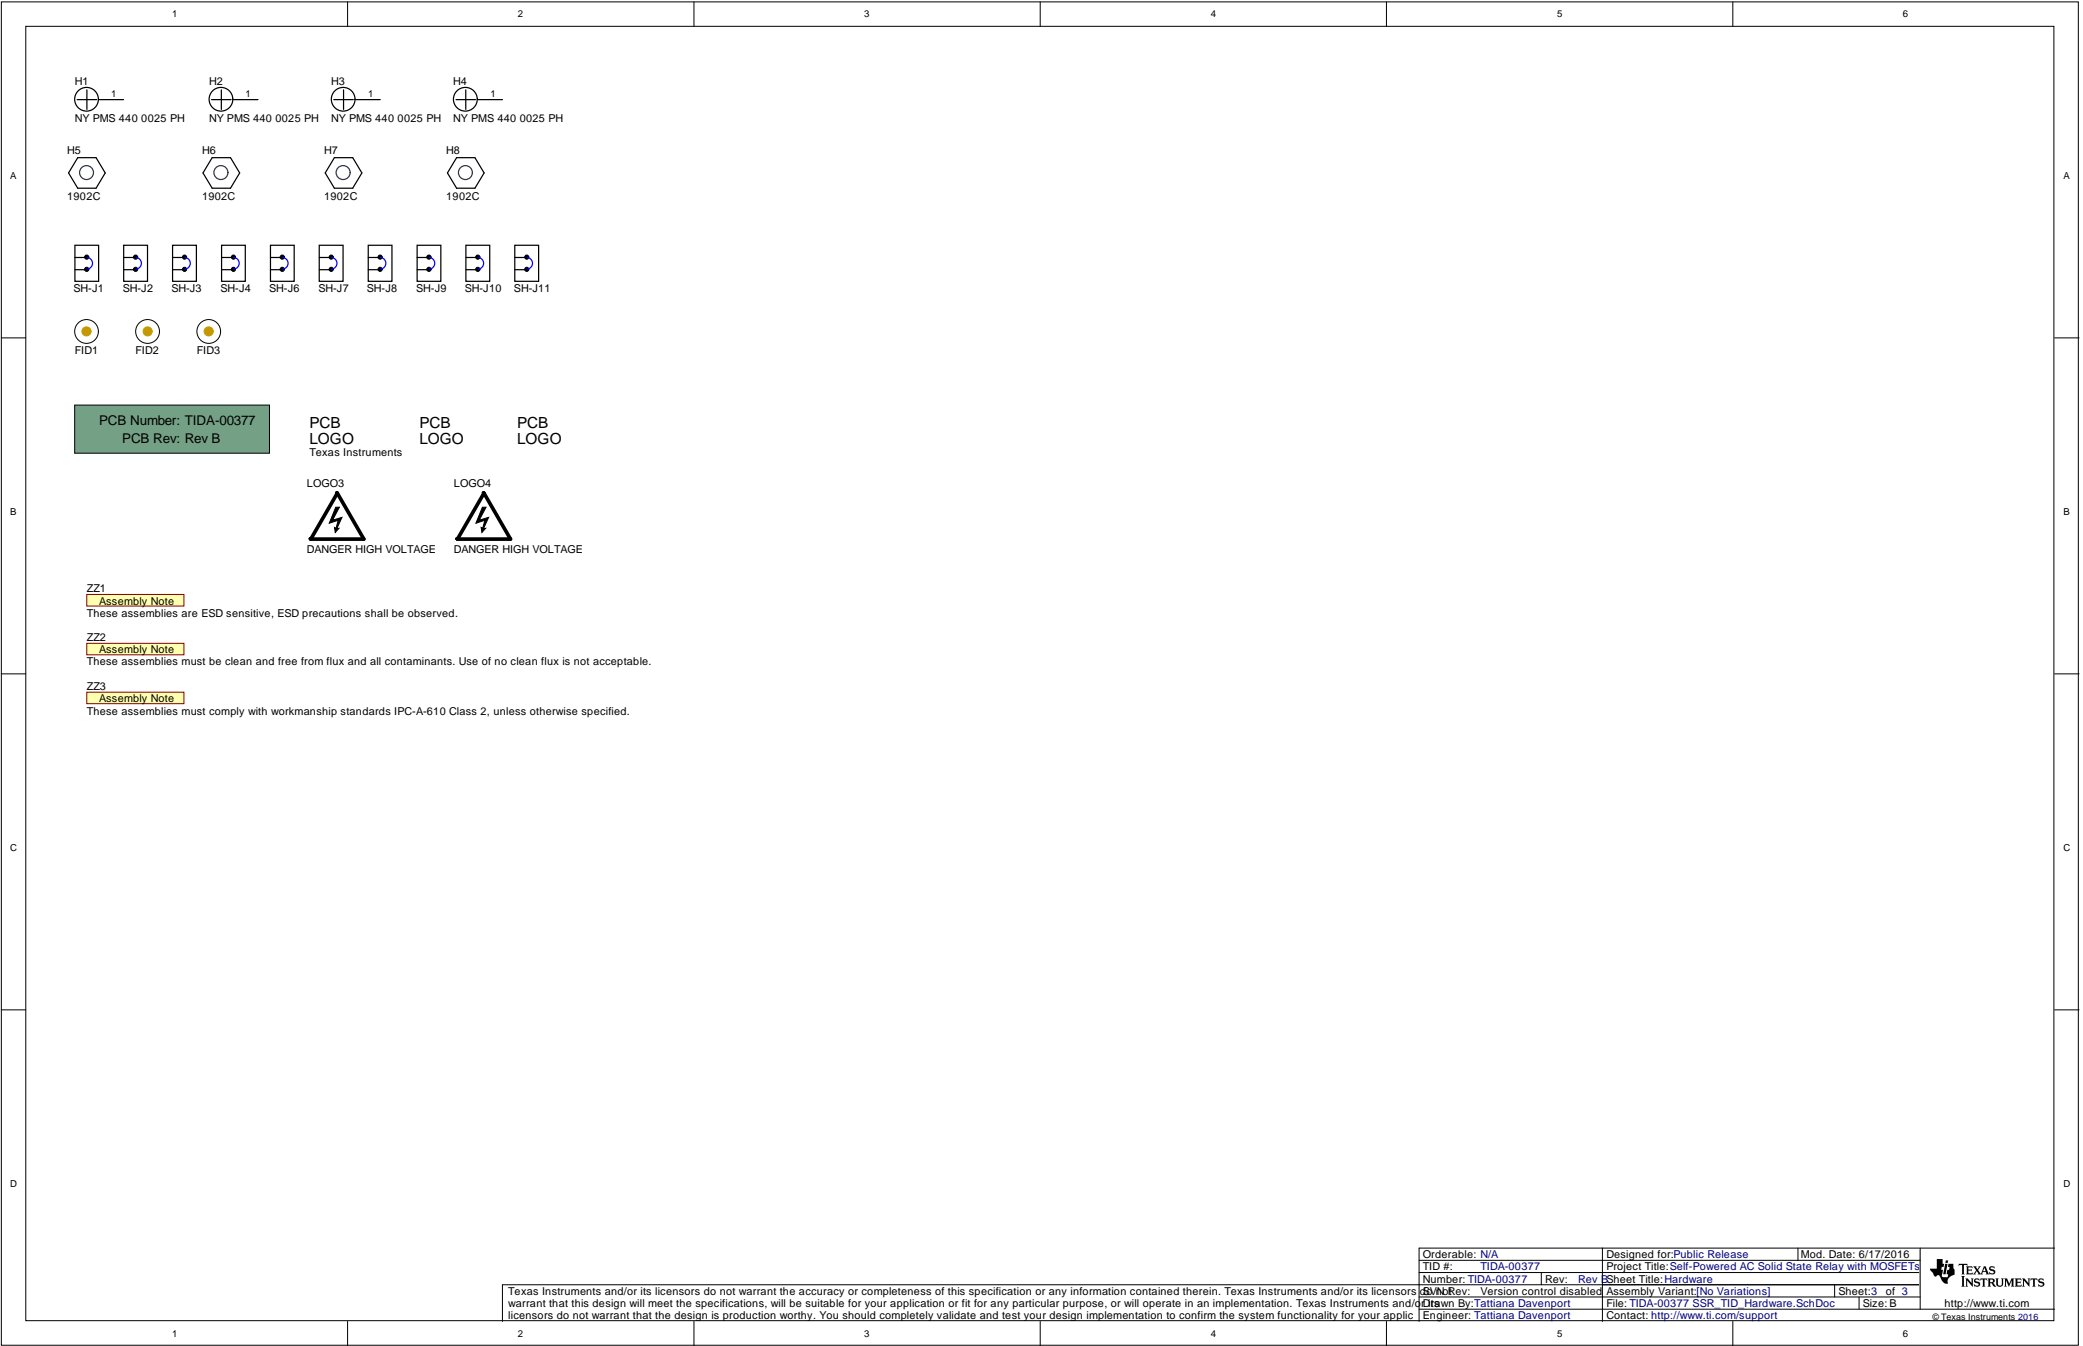 1 2 3 4 5 6
H1 H2 H3 H4
1 1 1 1
NY PMS 440 0025 PH NY PMS 440 0025 PH NY PMS 440 0025 PH NY PMS 440 0025 PH
H5 H6 H7 H8
A A
1902C 1902C 1902C 1902C
SH-J1 SH-J2 SH-J3 SH-J4 SH-J6 SH-J7 SH-J8 SH-J9 SH-J10 SH-J11
FID1 FID2 FID3
PCB Number: TIDA-00377
PCB Rev: Rev B
PCB PCB PCB
LOGO LOGO LOGO
Texas Instruments
LOGO3 LOGO4
B B
DANGER HIGH VOLTAGE DANGER HIGH VOLTAGE
ZZ1
Assembly Note
These assemblies are ESD sensitive, ESD precautions shall be observed.
ZZ2
Assembly Note
These assemblies must be clean and free from flux and all contaminants. Use of no clean flux is not acceptable.
ZZ3
Assembly Note
These assemblies must comply with workmanship standards IPC-A-610 Class 2, unless otherwise specified.
C C
D D
Texas Instruments and/or its licensors do not warrant the accuracy or completeness of this specification or any information contained therein. Texas Instruments and/or its licensors do not
warrant that this design will meet the specifications, will be suitable for your application or fit for any particular purpose, or will operate in an implementation. Texas Instruments and/or its
licensors do not warrant that the design is production worthy. You should completely validate and test your design implementation to confirm the system functionality for your applic
Orderable: N/A Designed for: Public Release Mod. Date: 6/17/2016
TID #: TIDA-00377 Project Title: Self-Powered AC Solid State Relay with MOSFETs
Number: TIDA-00377 Rev: Rev B Sheet Title: Hardware
SVN Rev: Version control disabled Assembly Variant: [No Variations] Sheet: 3 of 3
Drawn By: Tattiana Davenport File: TIDA-00377 SSR_TID_Hardware.SchDoc Size: B
Engineer: Tattiana Davenport Contact: http://www.ti.com/support
TEXAS
INSTRUMENTS
http://www.ti.com
© Texas Instruments 2016
1 2 3 4 5 6